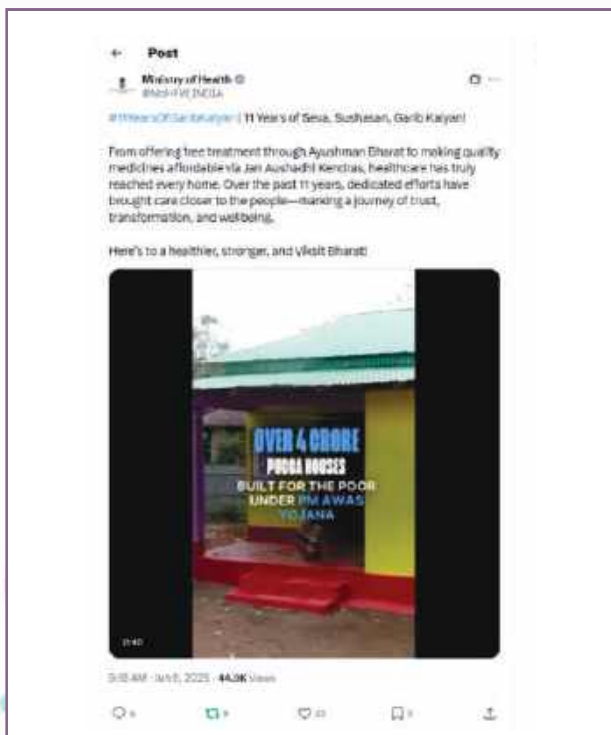 Post
Ministry of Health
@MoHFW_INDIA
#11YearsOfGaribKalyan | 11 Years of Seva, Sushasan, Garib Kalyan!
From offering free treatment through Ayushman Bharat to making quality
medicines affordable via Jan Aushadhi Kendras, healthcare has truly
reached every home. Over the past 11 years, dedicated efforts have
brought care closer to the people—marking a journey of trust,
transformation, and wellbeing.
Here's to a healthier, stronger, and Viksit Bharat!
OVER 4 CRORE
PUCCA HOUSES
BUILT FOR THE POOR
UNDER PM AWAS
YOJANA
AM 2025 44.9K Views